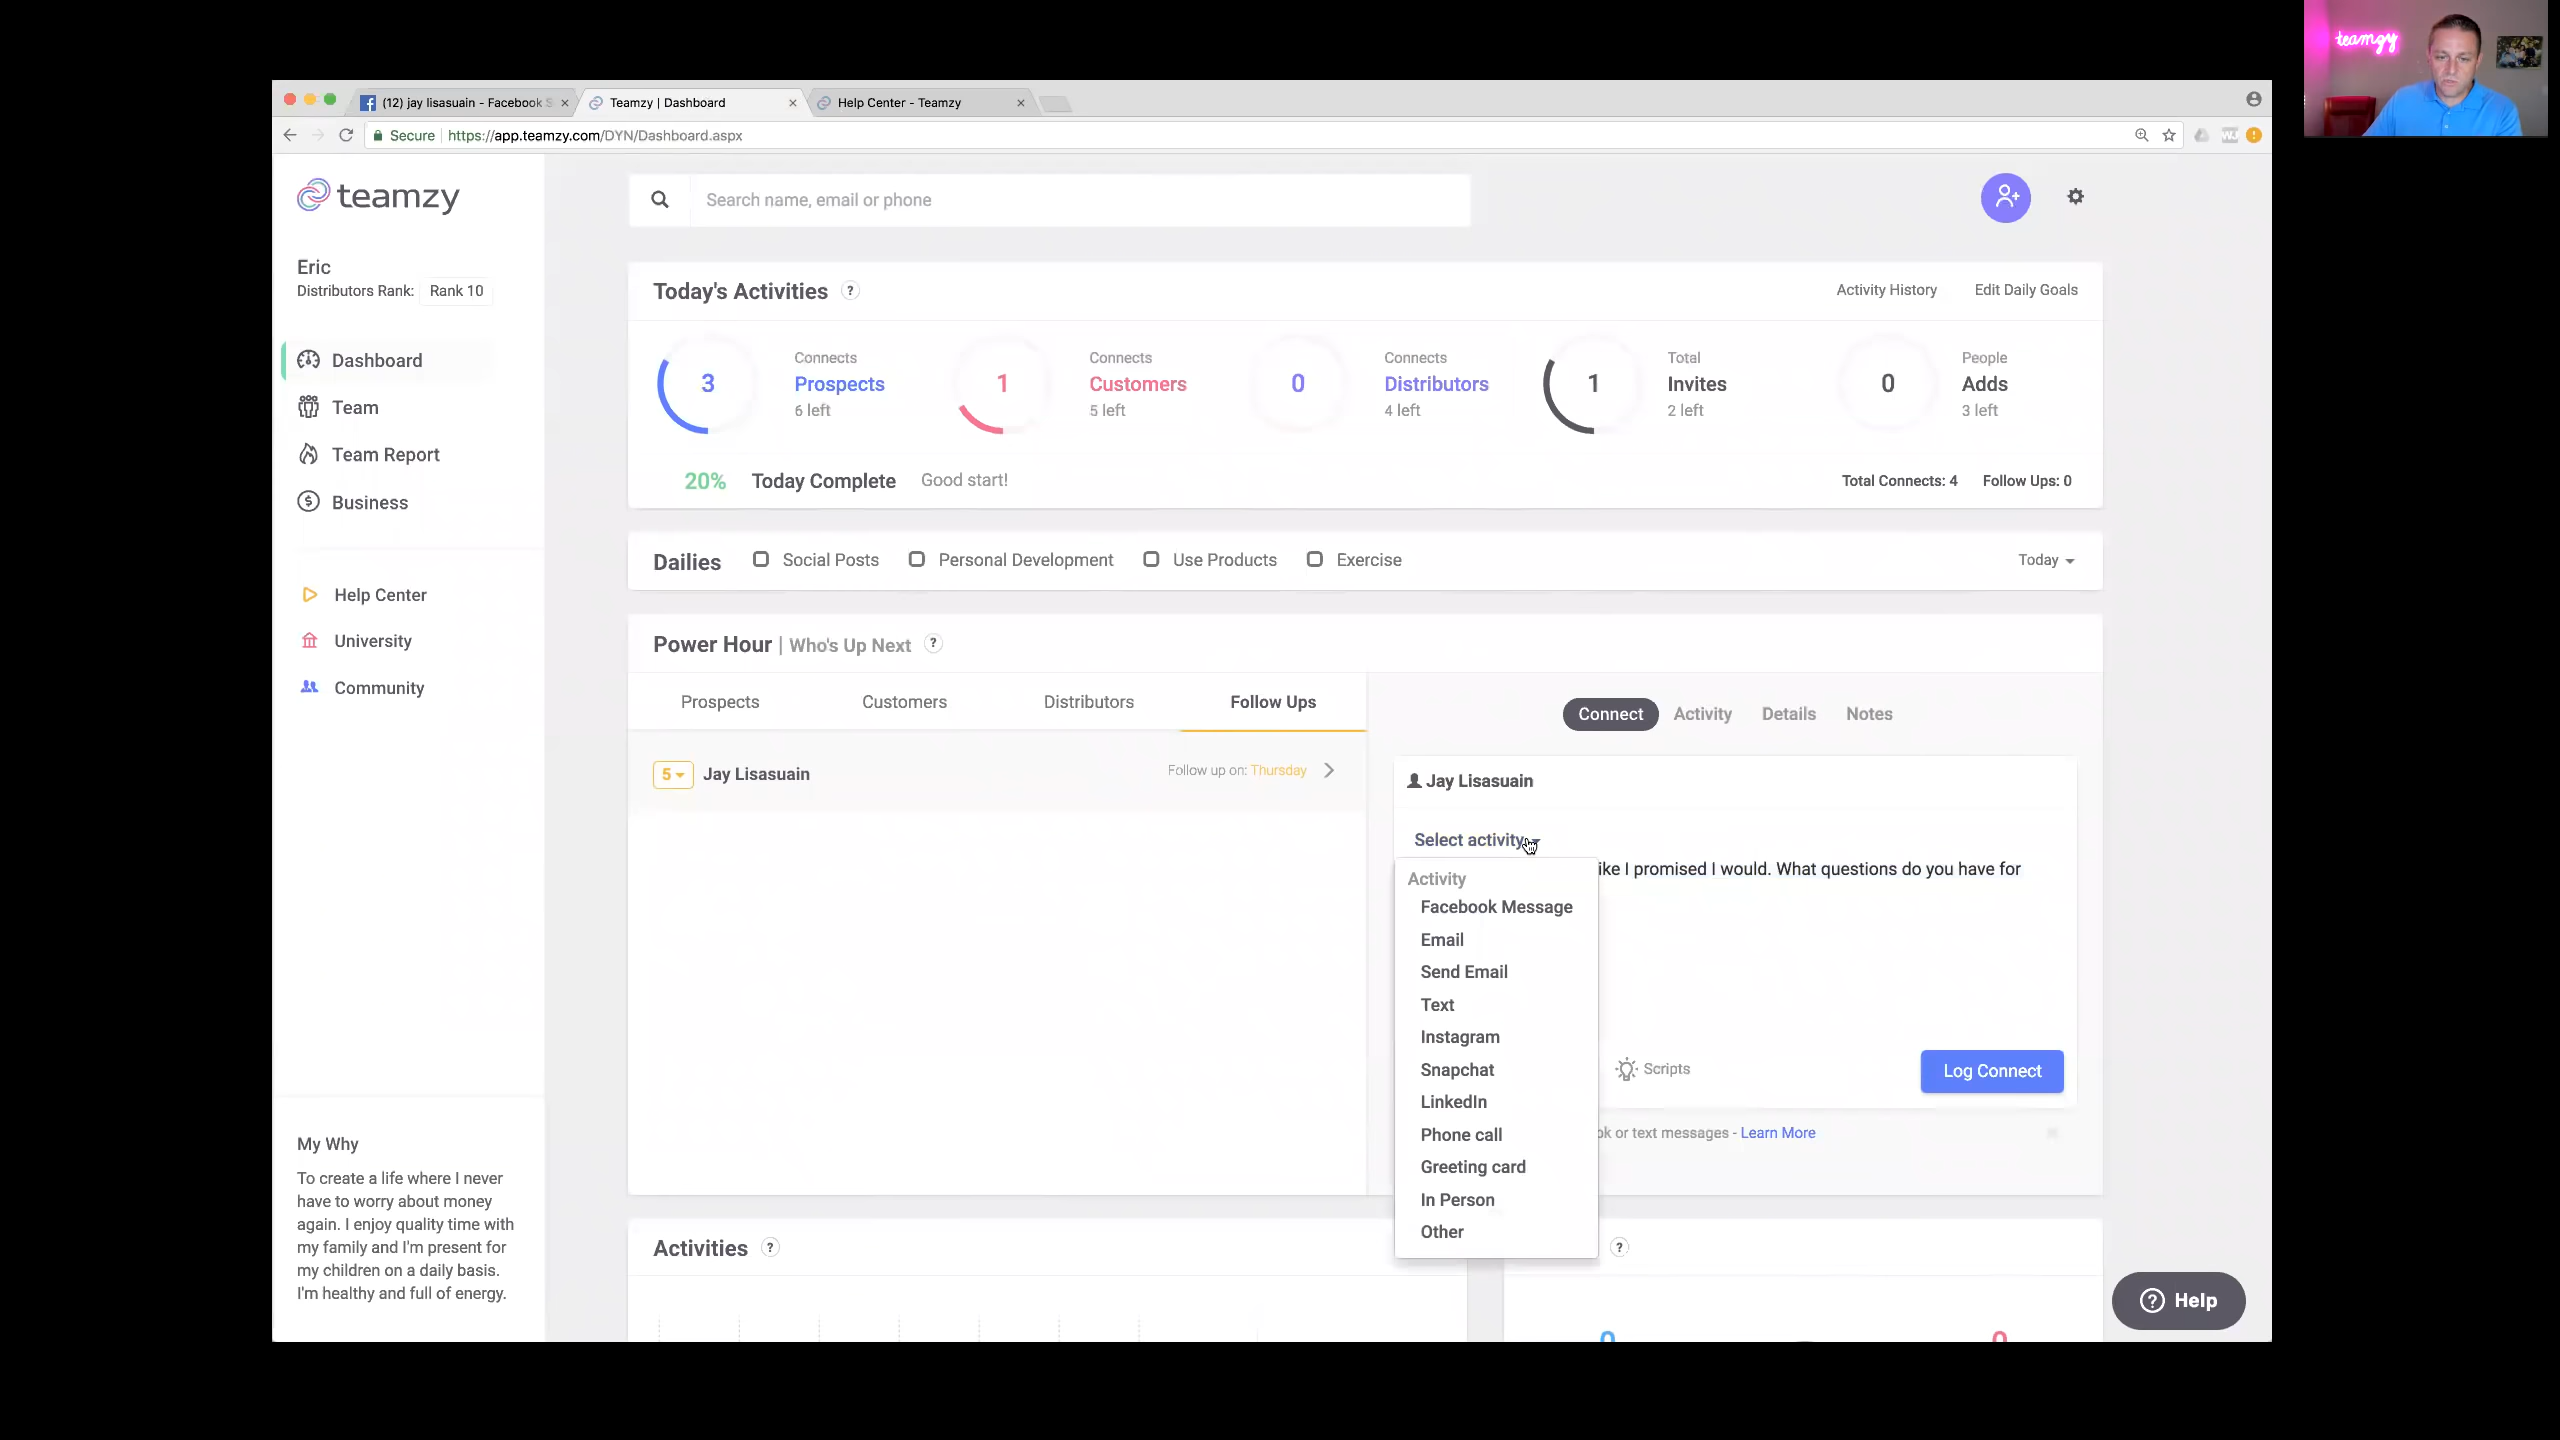 teamzy
(12) jay lisasuain - Facebook S
Teamzy | Dashboard
Help Center - Teamzy
Secure
https://app.teamzy.com/DYN/Dashboard.aspx
teamzy
Search name, email or phone
Eric
Distributors Rank: Rank 10
Dashboard
Team
Team Report
Business
Help Center
University
Community
My Why
To create a life where I never
have to worry about money
again. I enjoy quality time with
my family and I'm present for
my children on a daily basis.
I'm healthy and full of energy.
Today's Activities ?
Activity History
Edit Daily Goals
3
Connects
Prospects
6 left
1
Connects
Customers
5 left
0
Connects
Distributors
4 left
1
Total
Invites
2 left
0
People
Adds
3 left
20% Today Complete Good start!
Total Connects: 4 Follow Ups: 0
Dailies Social Posts Personal Development Use Products Exercise
Today
Power Hour | Who's Up Next ?
Prospects Customers Distributors Follow Ups
5 Jay Lisasuain
Follow up on: Thursday
Connect Activity Details Notes
Jay Lisasuain
Select activity
ike I promised I would. What questions do you have for
Activity
Facebook Message
Email
Send Email
Text
Instagram
Snapchat
LinkedIn
Phone call
Greeting card
In Person
Other
Scripts
Log Connect
ok or text messages - Learn More
Activities ?
?
Help